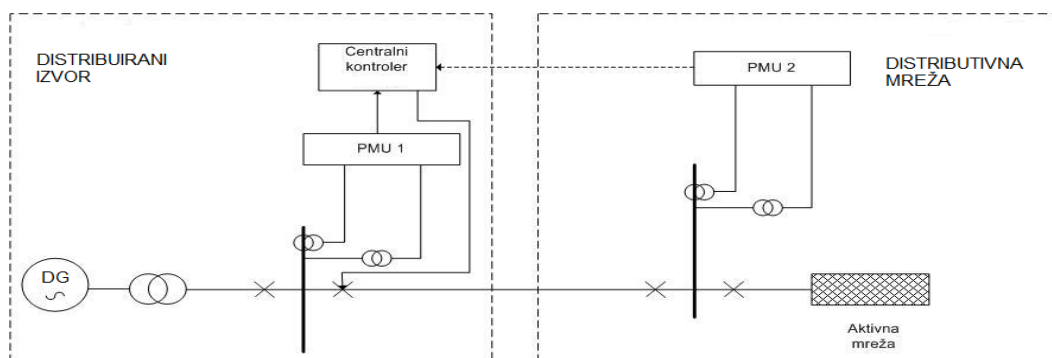 DISTRIBUIRANI
IZVOR
Centralni
kontroler
PMU 1
DG
PMU 2
DISTRIBUTIVNA
MREŽA
Aktivna
mreža